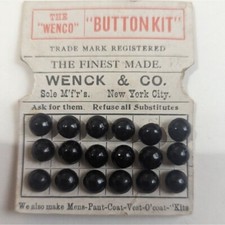 THE "WENCO" "BUTTON KIT"
TRADE MARK REGISTERED
THE FINEST MADE.
WENCK & CO.
Sole M'f'r's. New York City.
Ask for them. Refuse all Substitutes
We also make Mens-Pant-Coat-Vest-O'coat-"Kits